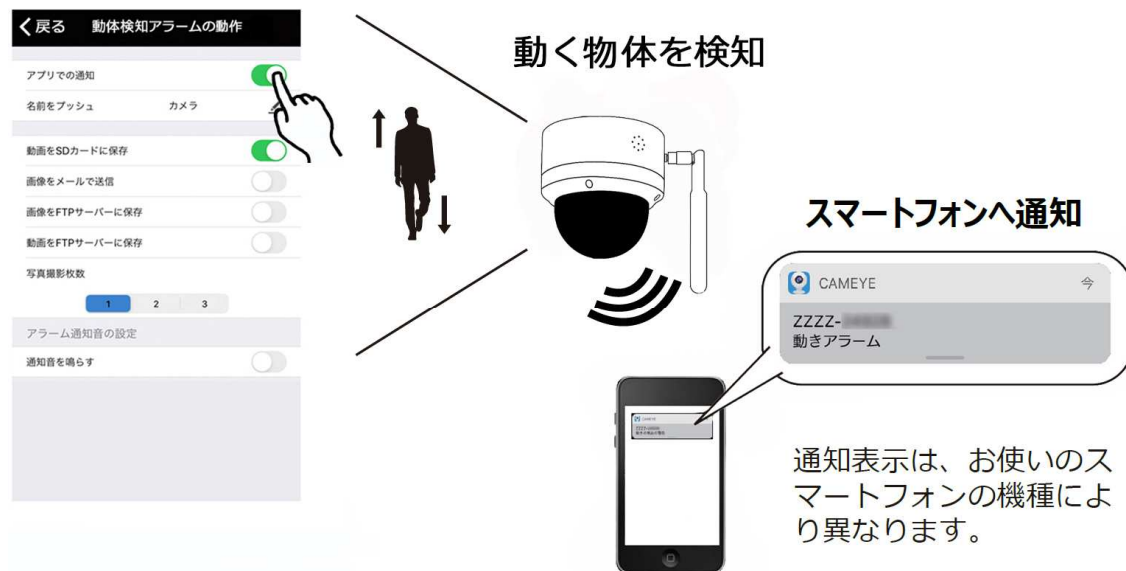 戻る 動体検知アラームの動作
アプリでの通知
名前をプッシュ カメラ
動画をSDカードに保存
画像をメールで送信
画像をFTPサーバーに保存
動画をFTPサーバーに保存
写真撮影枚数
1 2 3
アラーム通知音の設定
通知音を鳴らす
動く物体を検知
スマートフォンへ通知
CAMEYE 今
ZZZZ-
動きアラーム
CAMEYE
通知表示は、お使いのス
マートフォンの機種によ
り異なります。